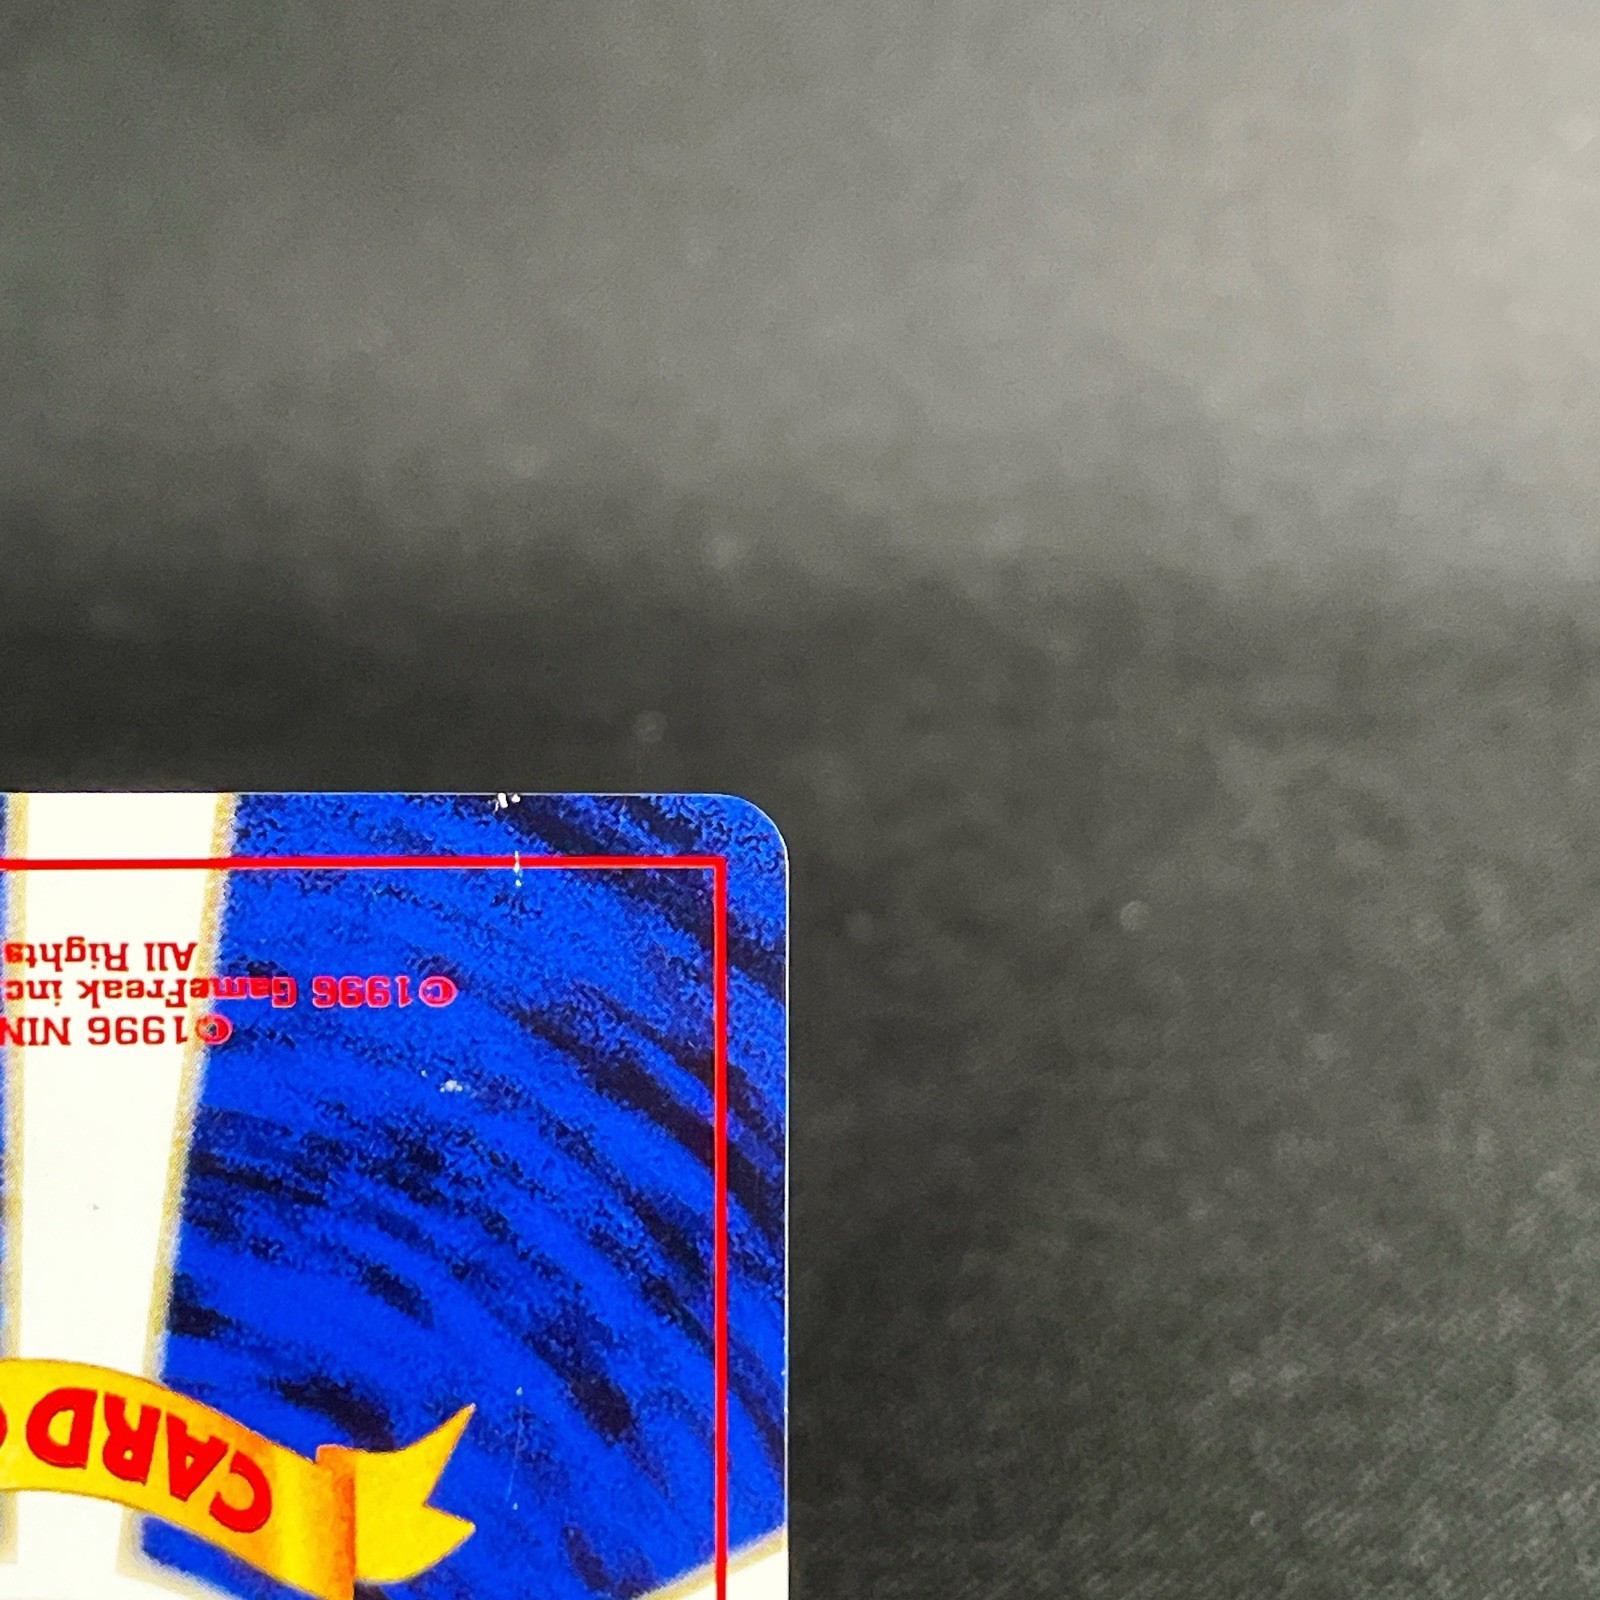 CARD
©1996 NIN
©1996 GameFreak inc
All Rights